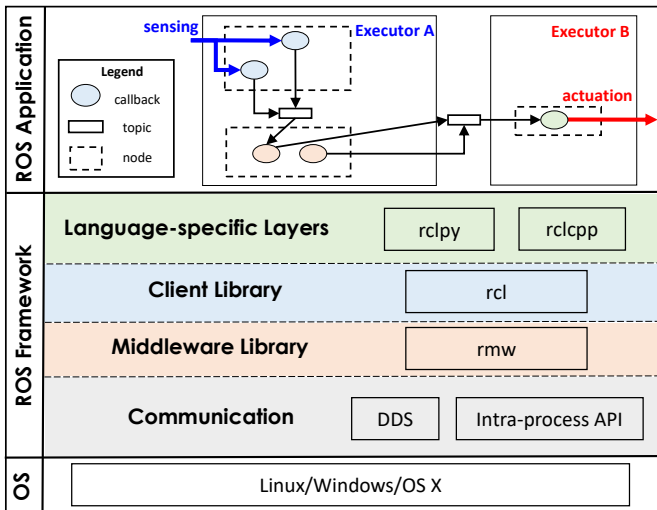 ROS Application
sensing
Executor A
Executor B
Legend
callback
topic
node
actuation
ROS Framework
Language-specific Layers
rclpy
rclcpp
Client Library
rcl
Middleware Library
rmw
Communication
DDS
Intra-process API
OS
Linux/Windows/OS X